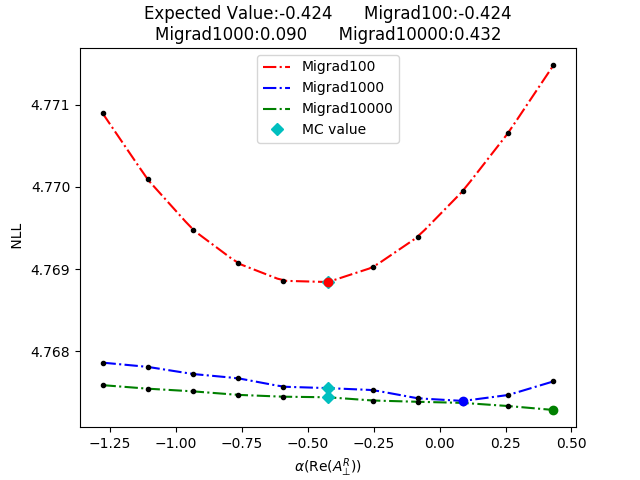 Expected Value:-0.424      Migrad100:-0.424
Migrad1000:0.090      Migrad10000:0.432
Migrad100
Migrad1000
Migrad10000
MC value
NLL
4.771
4.770
4.769
4.768
−1.25 −1.00 −0.75 −0.50 −0.25 0.00 0.25 0.50
α(Re(A_⊥^R))